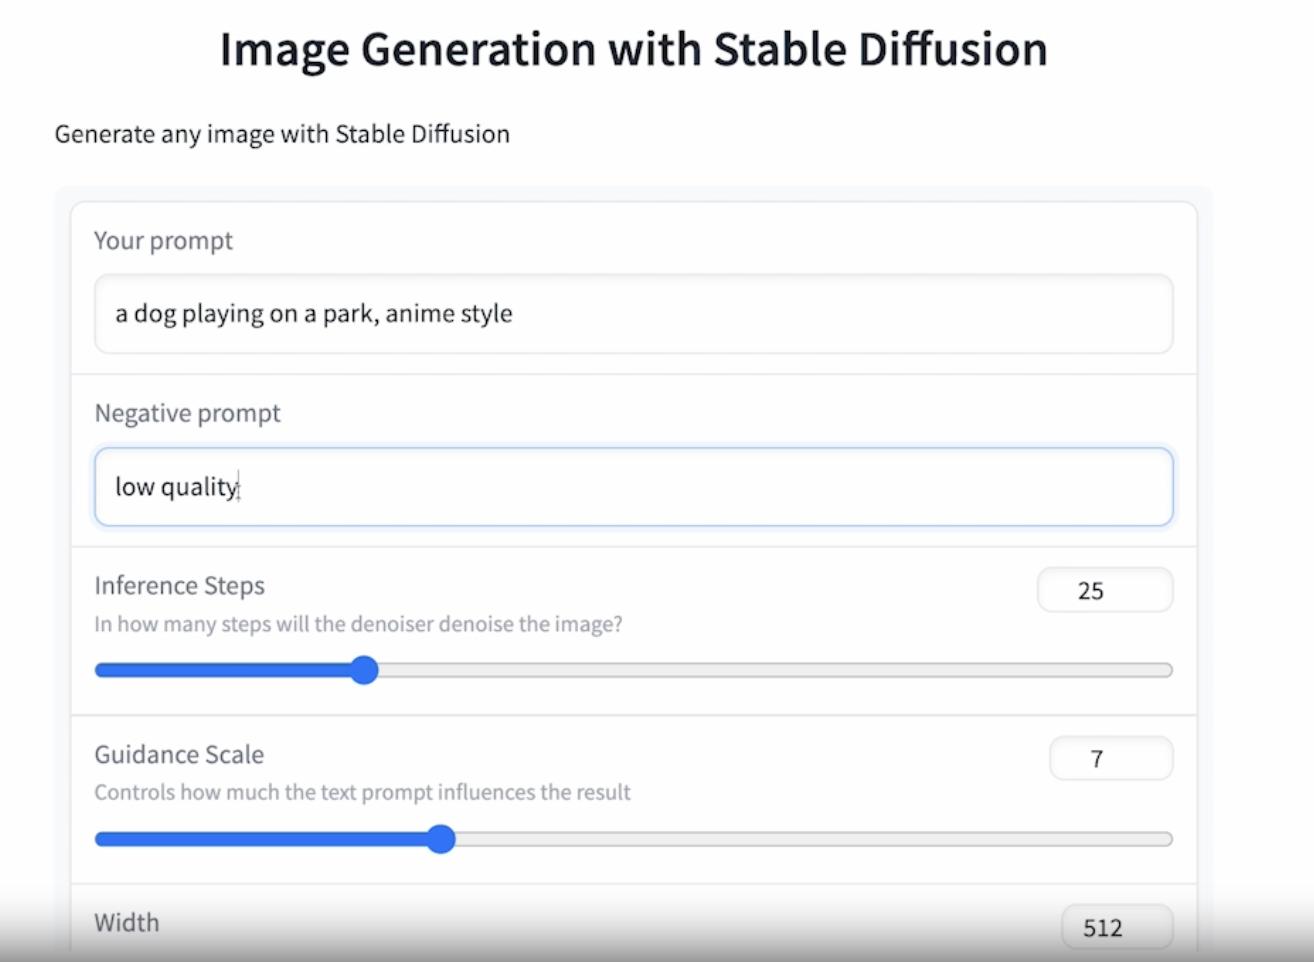 Image Generation with Stable Diffusion
Generate any image with Stable Diffusion
Your prompt
a dog playing on a park, anime style
Negative prompt
low quality
Inference Steps
25
In how many steps will the denoiser denoise the image?
Guidance Scale
7
Controls how much the text prompt influences the result
Width
512